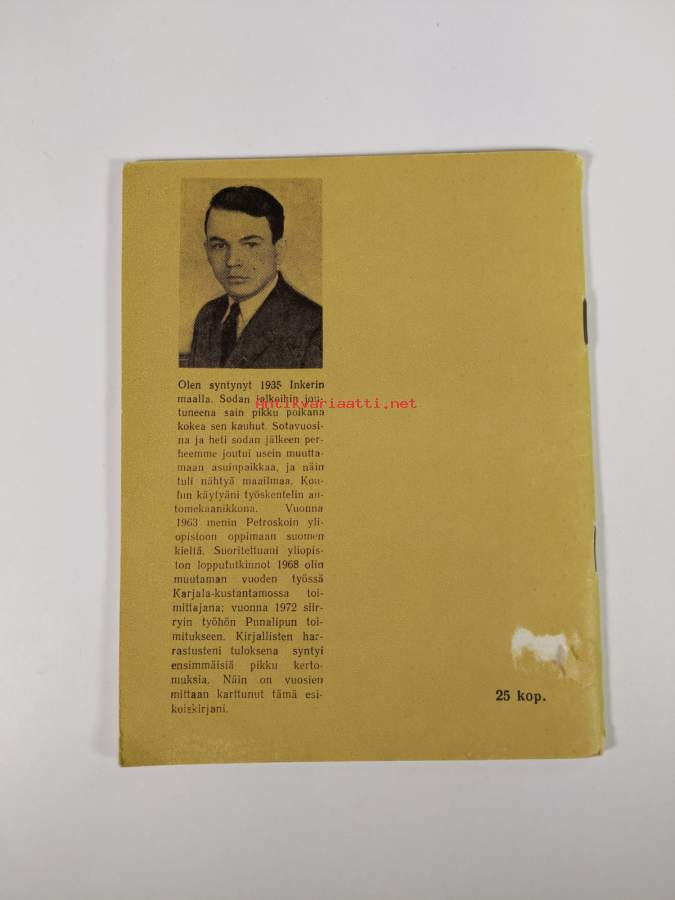 Olen syntynyt 1935 Inkerin
maalla. Sodan jalkoihin jou-
Antikvariaatti.net
tuneena sain pikku poikana
kokea sen kauhut. Sotavuosi-
na ja heti sodan jälkeen per-
heemme joutui usein muutta-
maan asuinpaikkaa, ja näin
tuli nähtyä maailmaa. Kou-
lun käytyäni työskentelin au-
tomekaanikkona. Vuonna
1963 menin Petroskoin yli-
opistoon oppimaan suomen
kieltä. Suoritettuani yliopis-
ton lopputulkinnot 1968 olin
muutaman vuoden työssä
Karjala-kustantamossa toi-
mittajana; vuonna 1972 siir-
ryin työhön Punalipun toi-
mitukseen. Kirjallisten har-
rastusteni tuloksena syntyi
ensimmäisiä pikku kerto-
muksia. Näin on vuosien
mittaan karttunut tämä esi-
koiskirjani.
25 kop.